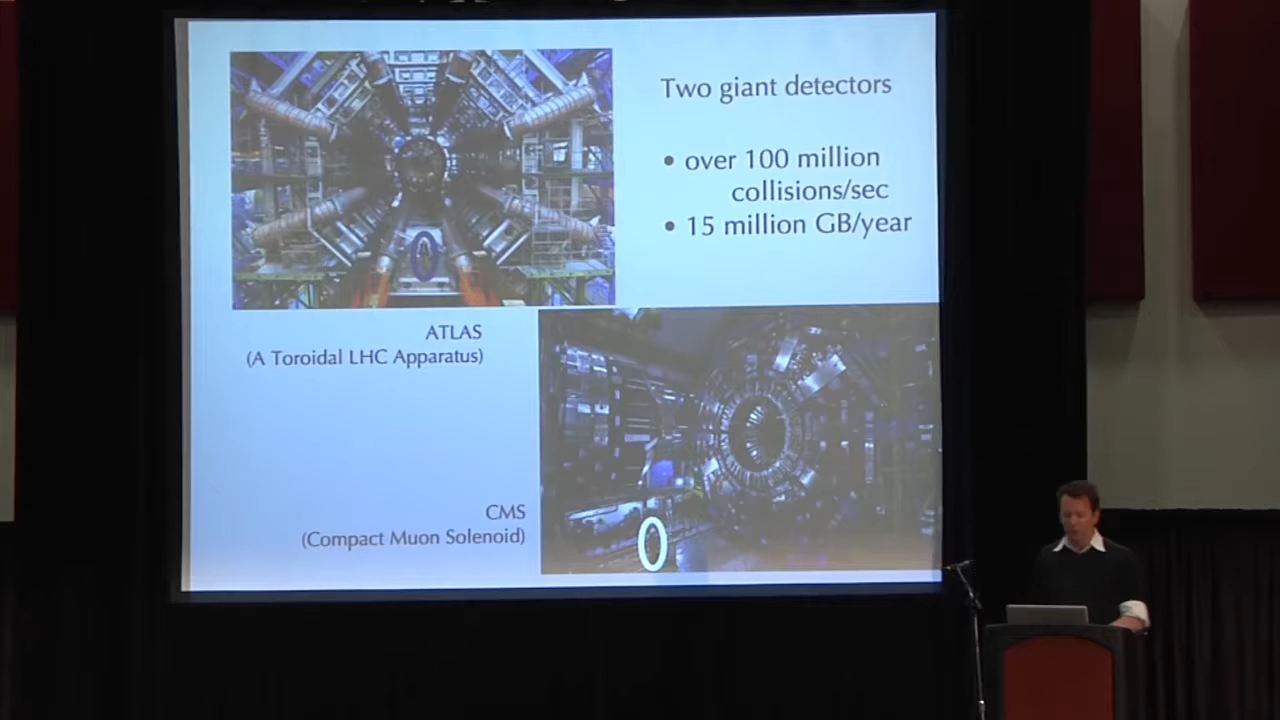 Two giant detectors
• over 100 million
collisions/sec
• 15 million GB/year
ATLAS
(A Toroidal LHC Apparatus)
CMS
(Compact Muon Solenoid)